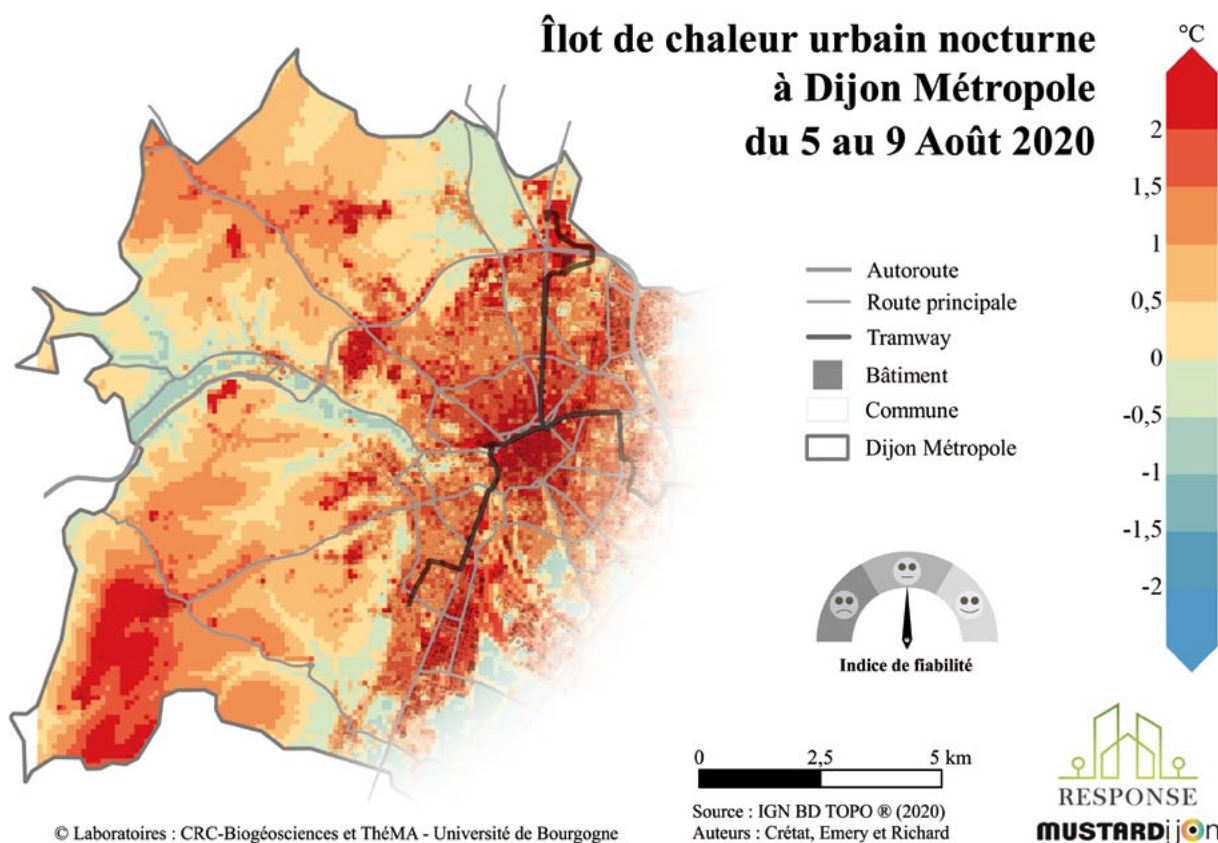 Îlot de chaleur urbain nocturne
à Dijon Métropole
du 5 au 9 Août 2020
°C
2
1,5
1
0,5
0
-0,5
-1
-1,5
-2
Autoroute
Route principale
Tramway
Bâtiment
Commune
Dijon Métropole
Indice de fiabilité
0 2,5 5 km
Source : IGN BD TOPO ® (2020)
Auteurs : Crétat, Emery et Richard
© Laboratoires : CRC-Biogéosciences et ThéMA - Université de Bourgogne
RESPONSE
MUSTARDijon